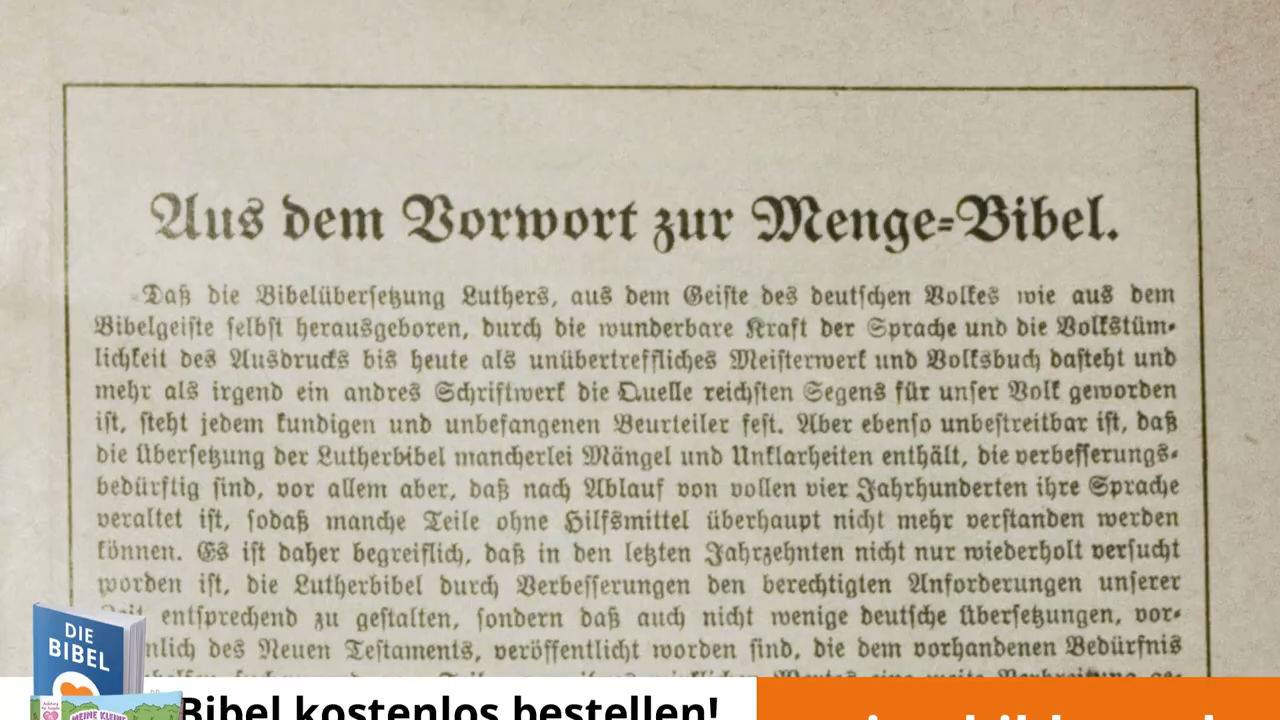 Aus dem Vorwort zur Menge-Bibel.
Daß die Bibelübersetzung Luthers, aus dem Geiste des deutschen Volkes wie aus dem
Bibelgeiste selbst herausgeboren, durch die wunderbare Kraft der Sprache und die Volkstüm-
lichkeit des Ausdrucks bis heute als unübertreffliches Meisterwerk und Volksbuch dasteht und
mehr als irgend ein andres Schriftwerk die Quelle reichsten Segens für unser Volk geworden
ist, steht jedem kundigen und unbefangenen Beurteiler fest. Aber ebenso unbestreitbar ist, daß
die Übersetzung der Lutherbibel mancherlei Mängel und Unklarheiten enthält, die verbesserungs-
bedürftig sind, vor allem aber, daß nach Ablauf von vollen vier Jahrhunderten ihre Sprache
veraltet ist, sodaß manche Teile ohne Hilfsmittel überhaupt nicht mehr verstanden werden
können. Es ist daher begreiflich, daß in den letzten Jahrzehnten nicht nur wiederholt versucht
worden ist, die Lutherbibel durch Verbesserungen den berechtigten Anforderungen unserer
entsprechend zu gestalten, sondern daß auch nicht wenige deutsche Übersetzungen, vor-
des Neuen Testaments, veröffentlicht worden sind, die dem vorhandenen Bedürfnis
DIE
BIBEL
MEINE KLEINE
Bibel kostenlos bestellen!